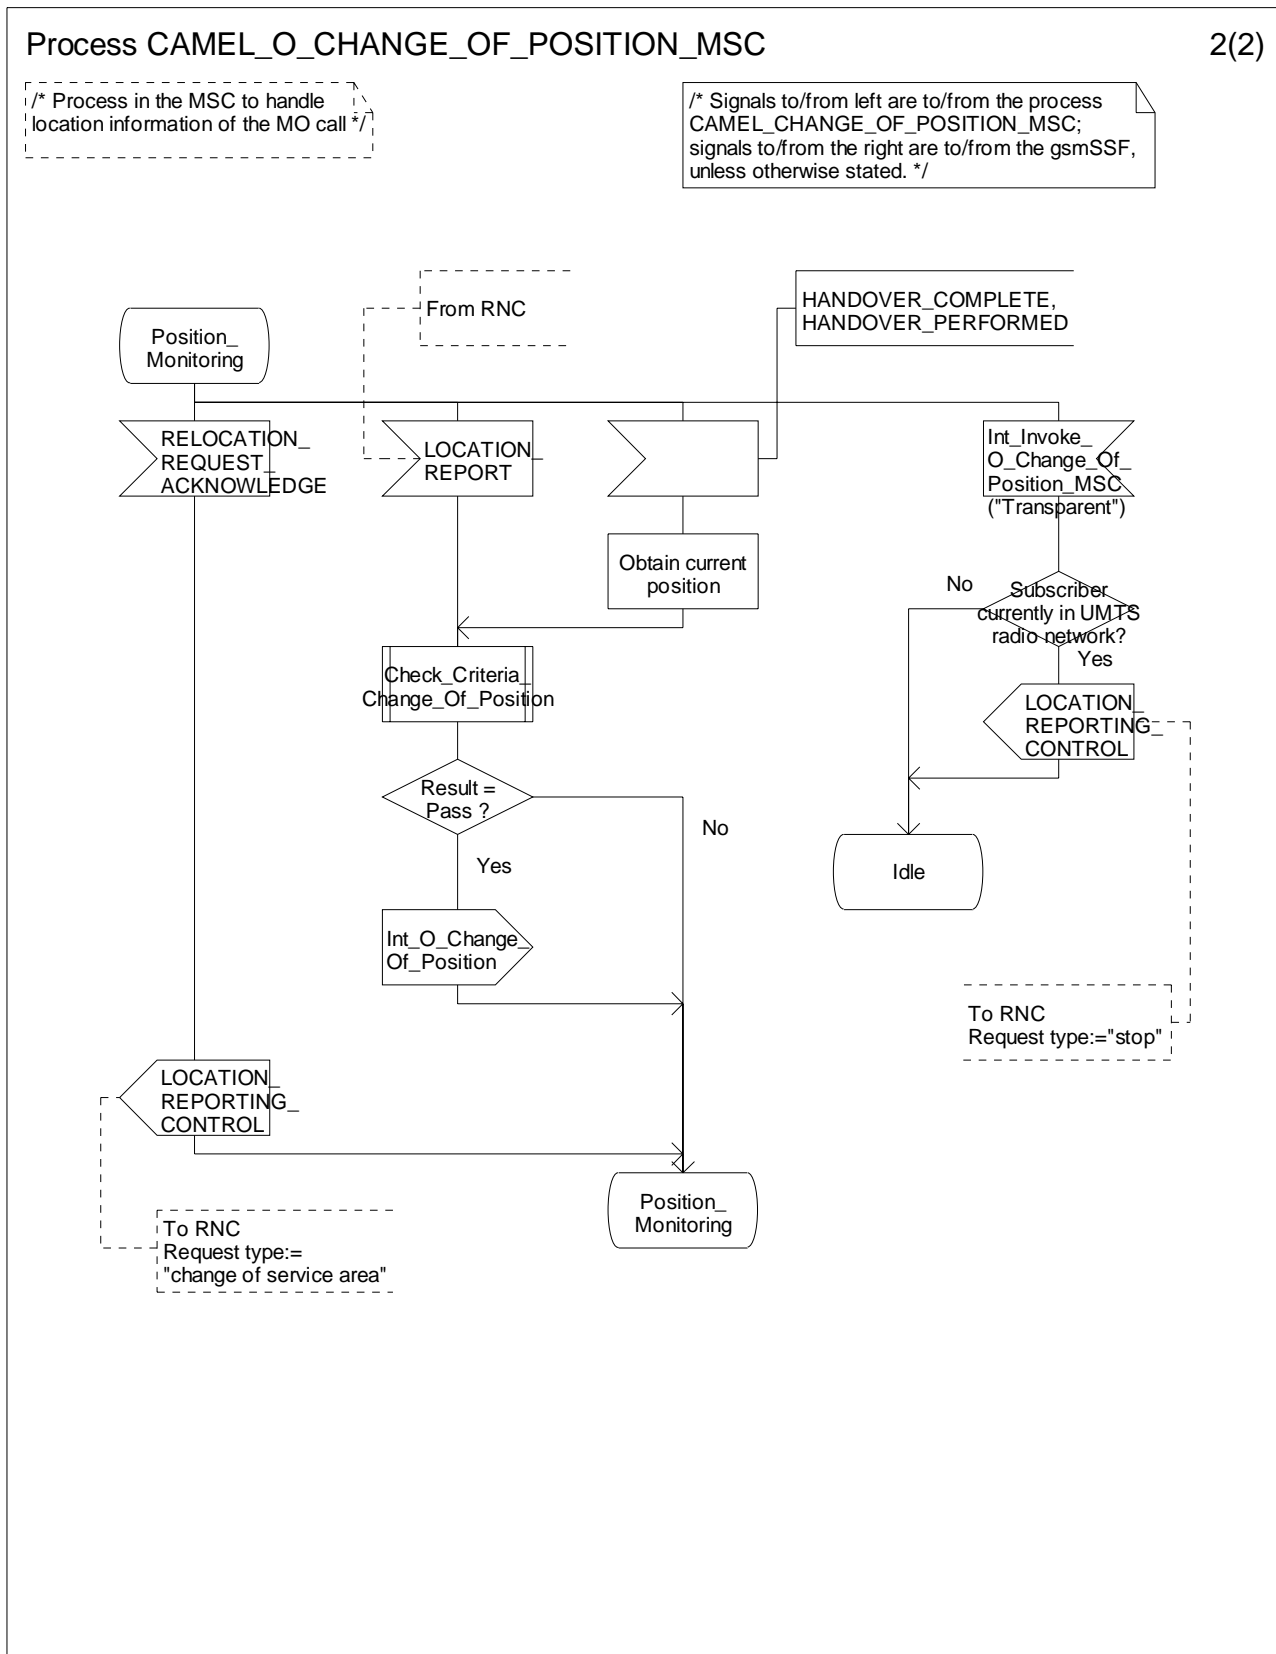 Process CAMEL_O_CHANGE_OF_POSITION_MSC
2(2)
/* Process in the MSC to handle
location information of the MO call */
/* Signals to/from left are to/from the process
CAMEL_CHANGE_OF_POSITION_MSC;
signals to/from the right are to/from the gsmSSF,
unless otherwise stated. */
From RNC
HANDOVER_COMPLETE,
HANDOVER_PERFORMED
Position_
Monitoring
RELOCATION_
REQUEST_
ACKNOWLEDGE
LOCATION_
REPORT
Int_Invoke_
O_Change_Of_
Position_MSC
("Transparent")
Obtain current
position
No
Subscriber
currently in UMTS
radio network?
Yes
Check_Criteria_
Change_Of_Position
LOCATION_
REPORTING_
CONTROL
Result =
Pass ?
No
Yes
Idle
Int_O_Change_
Of_Position
To RNC
Request type:="stop"
LOCATION_
REPORTING_
CONTROL
Position_
Monitoring
To RNC
Request type:=
"change of service area"